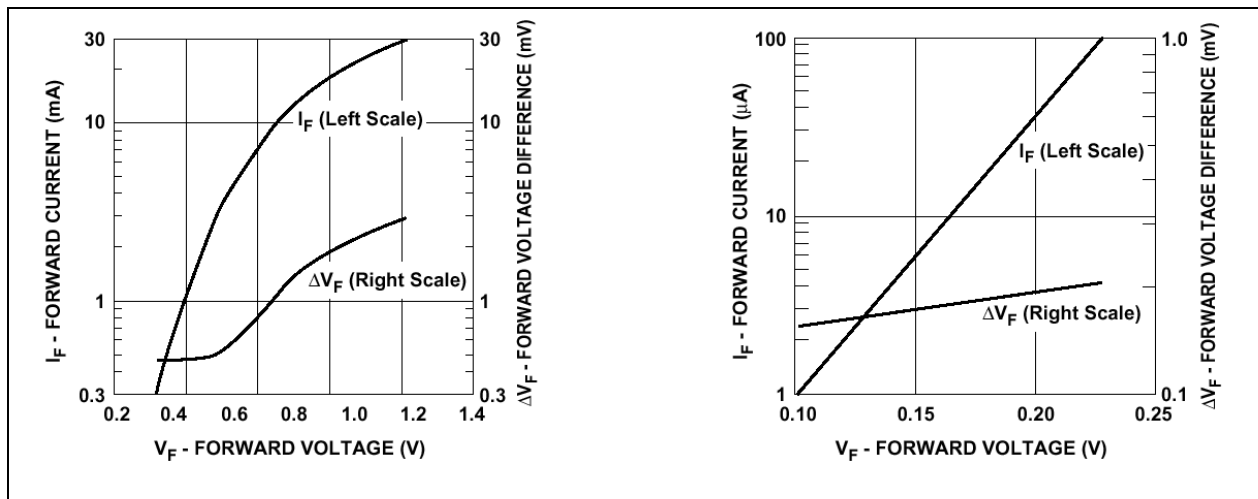 30
10
1
0.3
I_F - FORWARD CURRENT (mA)
I_F (Left Scale)
ΔV_F (Right Scale)
30
10
1
0.3
ΔV_F - FORWARD VOLTAGE DIFFERENCE (mV)
0.2 0.4 0.6 0.8 1.0 1.2 1.4
V_F - FORWARD VOLTAGE (V)
100
10
1
I_F - FORWARD CURRENT (μA)
I_F (Left Scale)
ΔV_F (Right Scale)
1.0
0.1
ΔV_F - FORWARD VOLTAGE DIFFERENCE (mV)
0.10 0.15 0.20 0.25
V_F - FORWARD VOLTAGE (V)